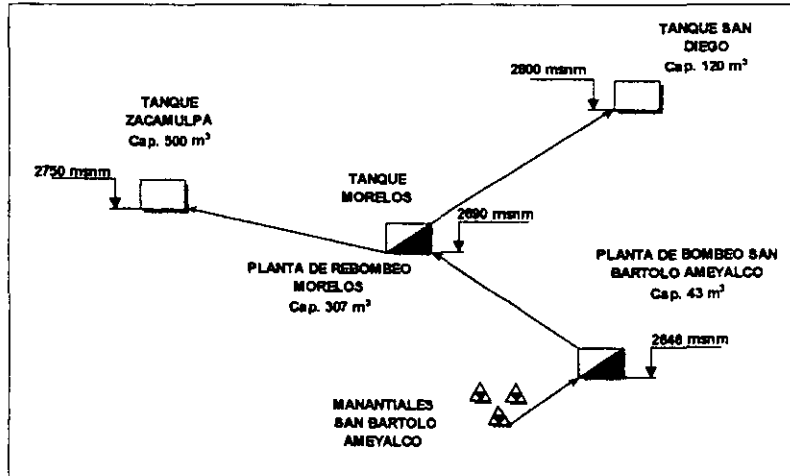 TANQUE SAN
DIEGO
Cap. 120 m³
2800 msnm
TANQUE
ZACAMULPA
Cap. 500 m³
2750 msnm
TANQUE
MORELOS
2690 msnm
PLANTA DE REBOMBEO
MORELOS
Cap. 307 m³
PLANTA DE BOMBEO SAN
BARTOLO AMEYALCO
Cap. 43 m³
2648 msnm
MANANTIALES
SAN BARTOLO
AMEYALCO